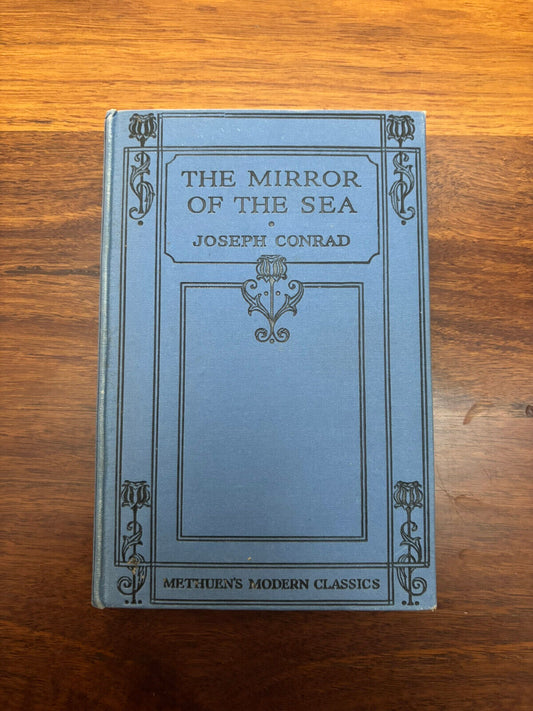 THE MIRROR
OF THE SEA
JOSEPH CONRAD
METHUEN'S MODERN CLASSICS